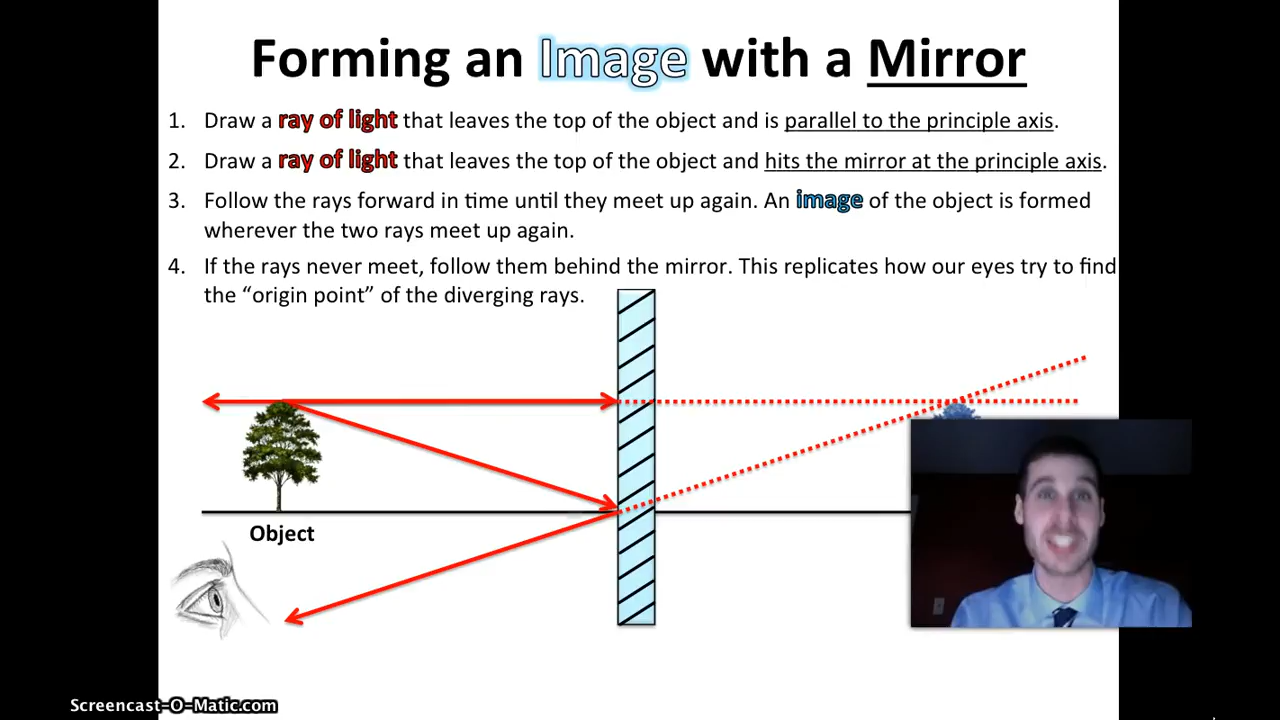 Forming an Image with a Mirror
1. Draw a ray of light that leaves the top of the object and is parallel to the principle axis.
2. Draw a ray of light that leaves the top of the object and hits the mirror at the principle axis.
3. Follow the rays forward in time until they meet up again. An image of the object is formed
wherever the two rays meet up again.
4. If the rays never meet, follow them behind the mirror. This replicates how our eyes try to find
the “origin point” of the diverging rays.
Object
Screencast-O-Matic.com